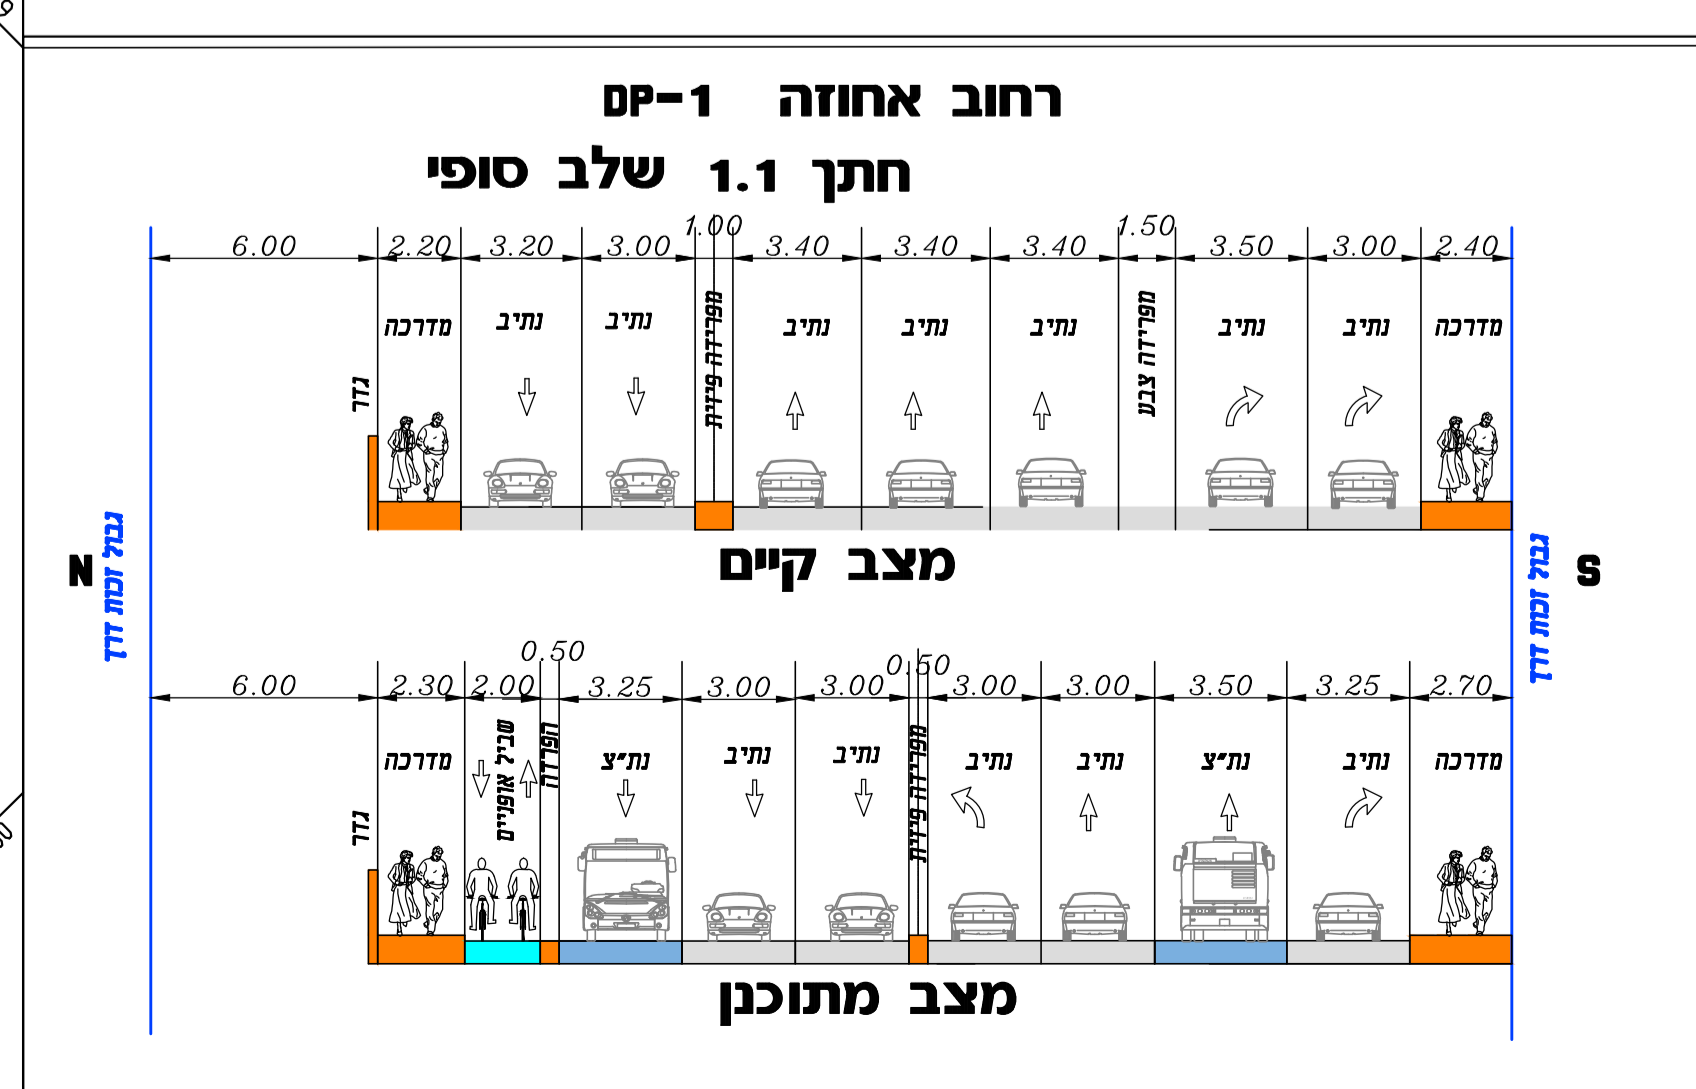 רחוב אחוזה DP-1
חתך 1.1 שלב סופי
1.00 1.50
6.00 2.20 3.20 3.00 3.40 3.40 3.40 3.50 3.00 2.40
מדרכה נתיב נתיב מפרידה פיזית נתיב נתיב נתיב מפרידה צבע נתיב נתיב מדרכה
גדר
מצב קיים
N גבול זכות דרך גבול זכות דרך S
0.50 0.50
6.00 2.30 2.00 3.25 3.00 3.00 3.00 3.00 3.50 3.25 2.70
מדרכה שביל אופניים הפרדה נת"צ נתיב נתיב מפרידה פיזית נתיב נתיב נת"צ נתיב מדרכה
גדר
מצב מתוכנן